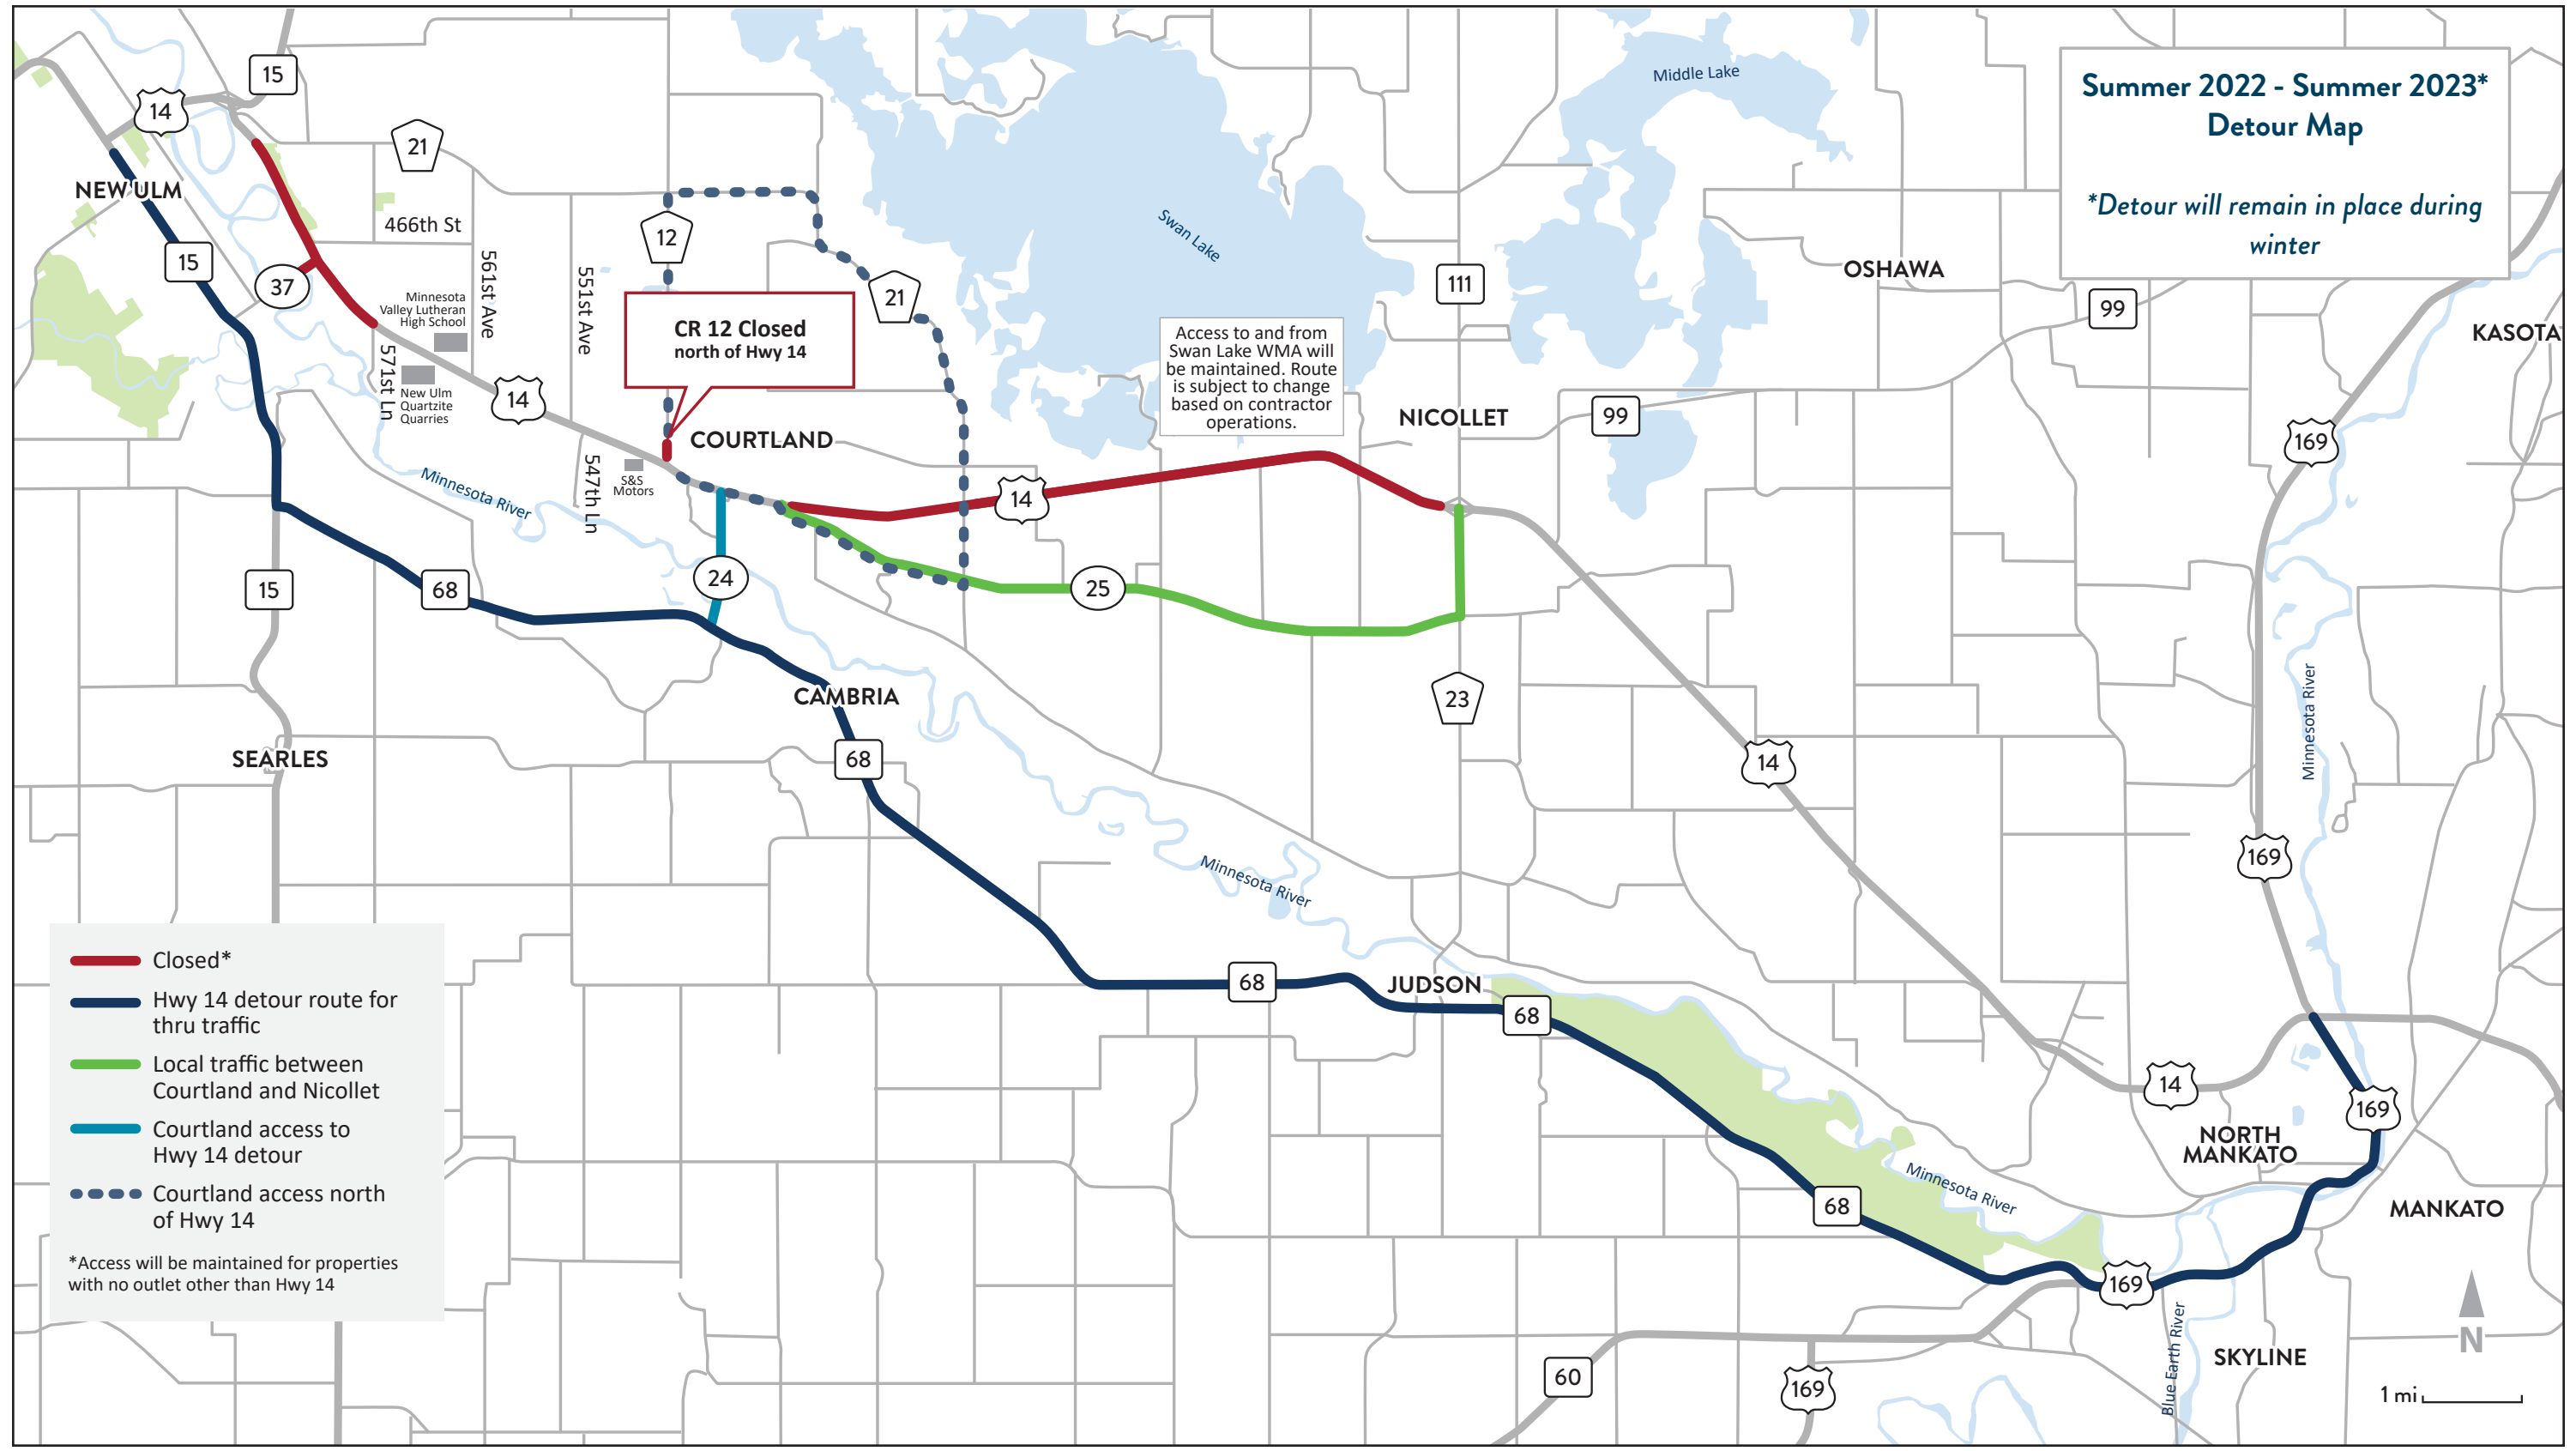 Summer 2022 - Summer 2023*
Detour Map
*Detour will remain in place during
winter
15
14
21
NEW ULM
466th St
12
15
37
561st Ave
551st Ave
Minnesota
Valley Lutheran
High School
571st Ln
New Ulm
Quartzite
Quarries
14
CR 12 Closed
north of Hwy 14
21
COURTLAND
547th Ln
S&S
Motors
Minnesota River
Swan Lake
Middle Lake
111
OSHAWA
99
KASOTA
Access to and from
Swan Lake WMA will
be maintained. Route
is subject to change
based on contractor
operations.
NICOLLET
99
169
14
24
25
15
68
23
CAMBRIA
68
SEARLES
14
Minnesota River
169
Minnesota River
68
JUDSON
68
14
169
NORTH
MANKATO
Minnesota River
68
MANKATO
169
Blue Earth River
SKYLINE
60
169
N
1 mi
Closed*
Hwy 14 detour route for
thru traffic
Local traffic between
Courtland and Nicollet
Courtland access to
Hwy 14 detour
Courtland access north
of Hwy 14
*Access will be maintained for properties
with no outlet other than Hwy 14